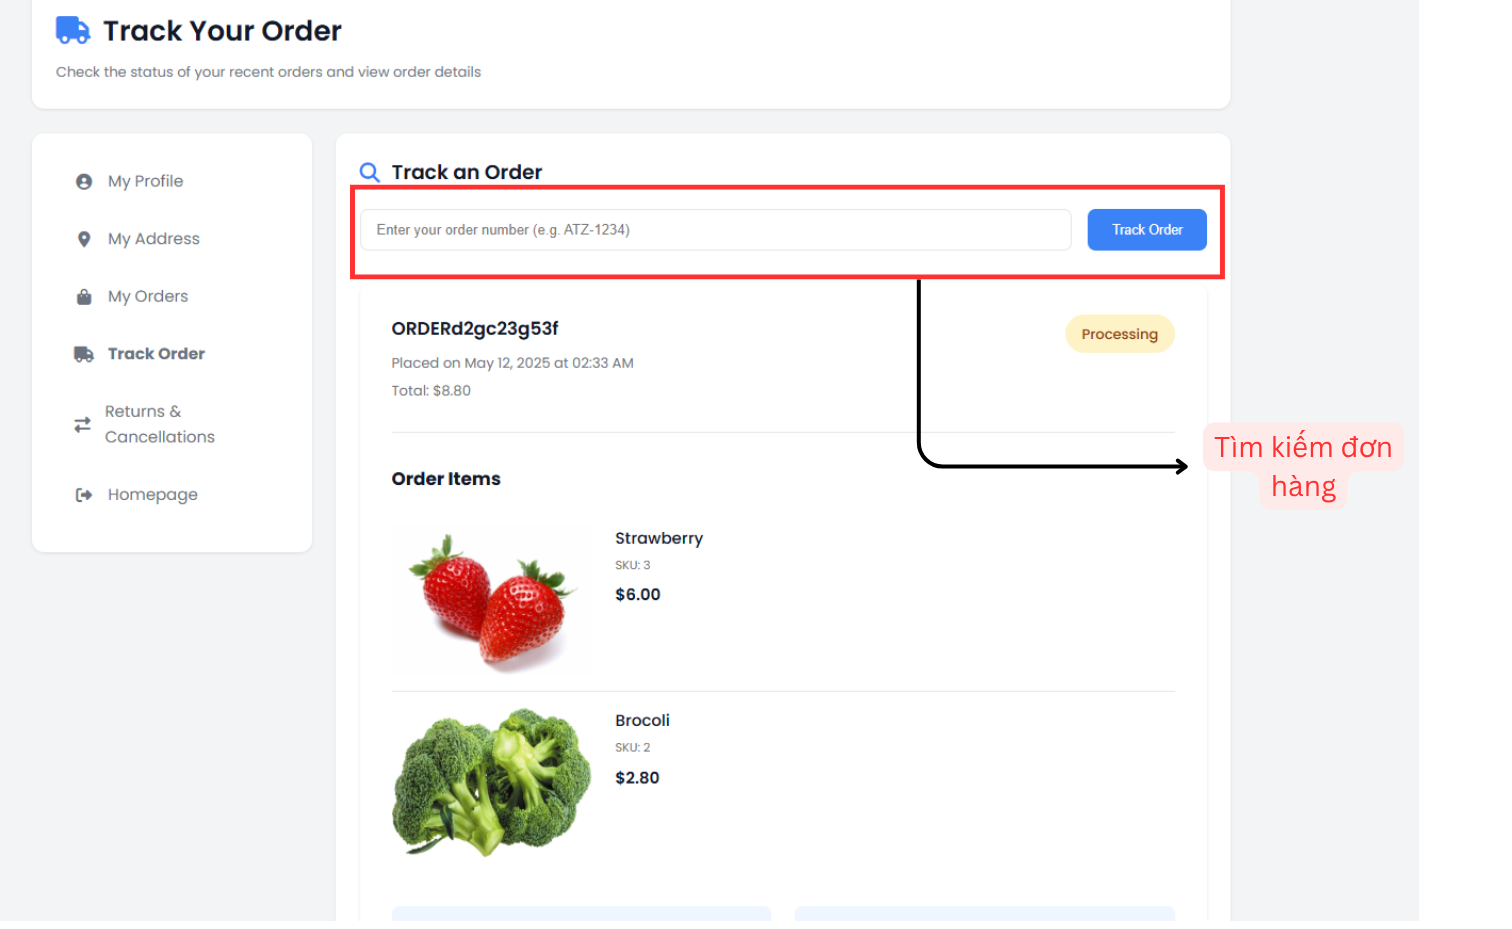 Track Your Order
Check the status of your recent orders and view order details
My Profile
My Address
My Orders
Track Order
Returns &
Cancellations
Homepage
Track an Order
Enter your order number (e.g. ATZ-1234)
Track Order
ORDERd2gc23g53f
Processing
Placed on May 12, 2025 at 02:33 AM
Total: $8.80
Order Items
Strawberry
SKU: 3
$6.00
Brocoli
SKU: 2
$2.80
Tìm kiếm đơn
hàng